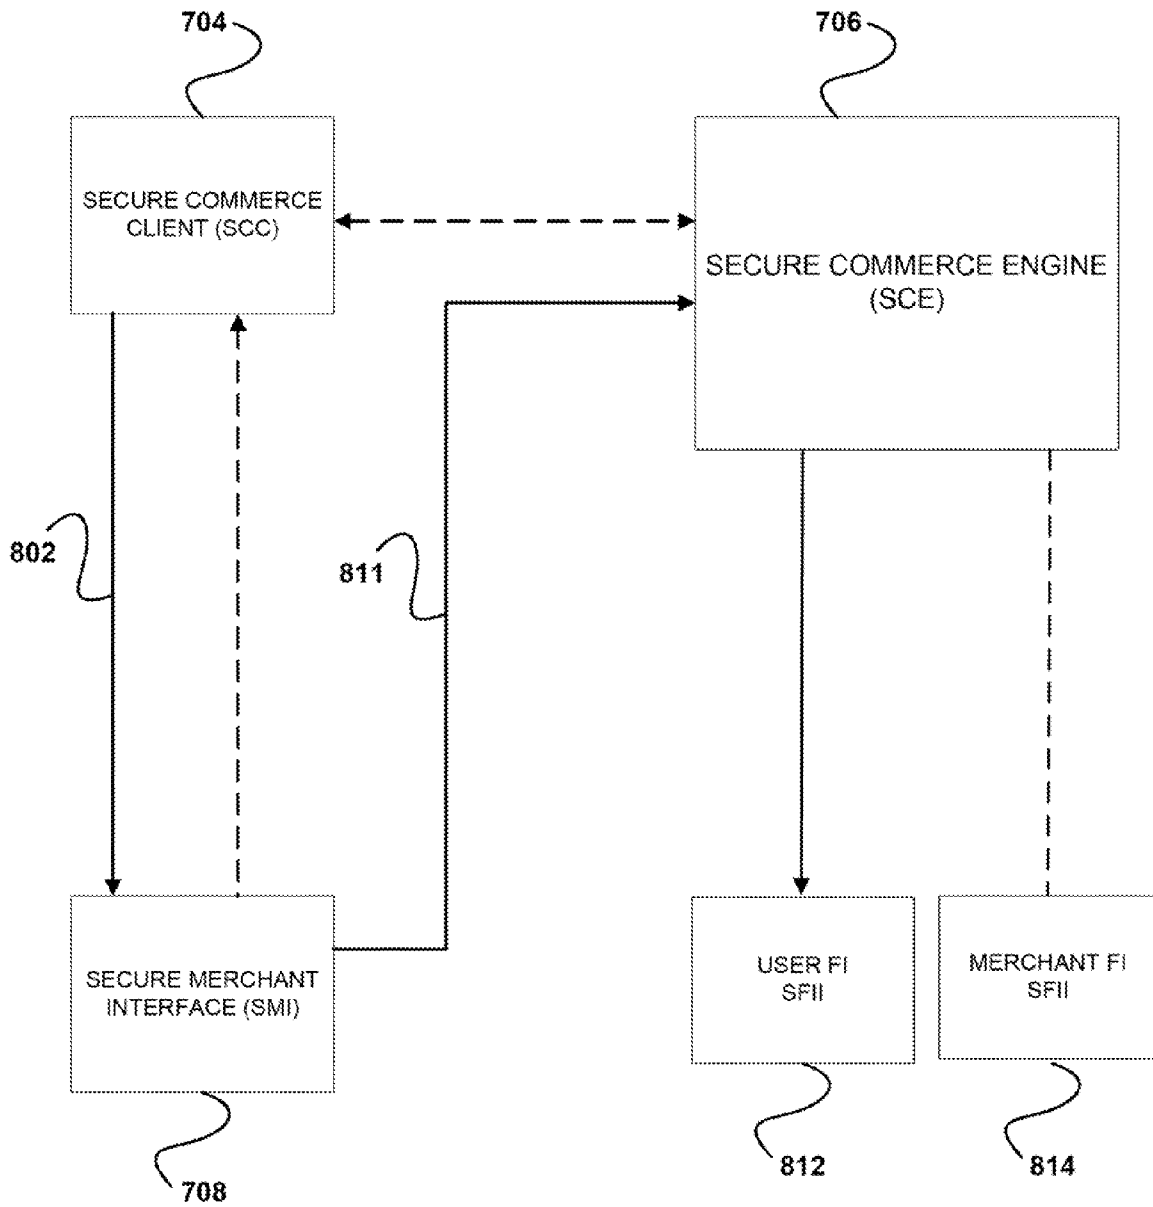 704
706
SECURE COMMERCE
CLIENT (SCC)
SECURE COMMERCE ENGINE
(SCE)
802
811
SECURE MERCHANT
INTERFACE (SMI)
USER FI
SFII
MERCHANT FI
SFII
708
812
814